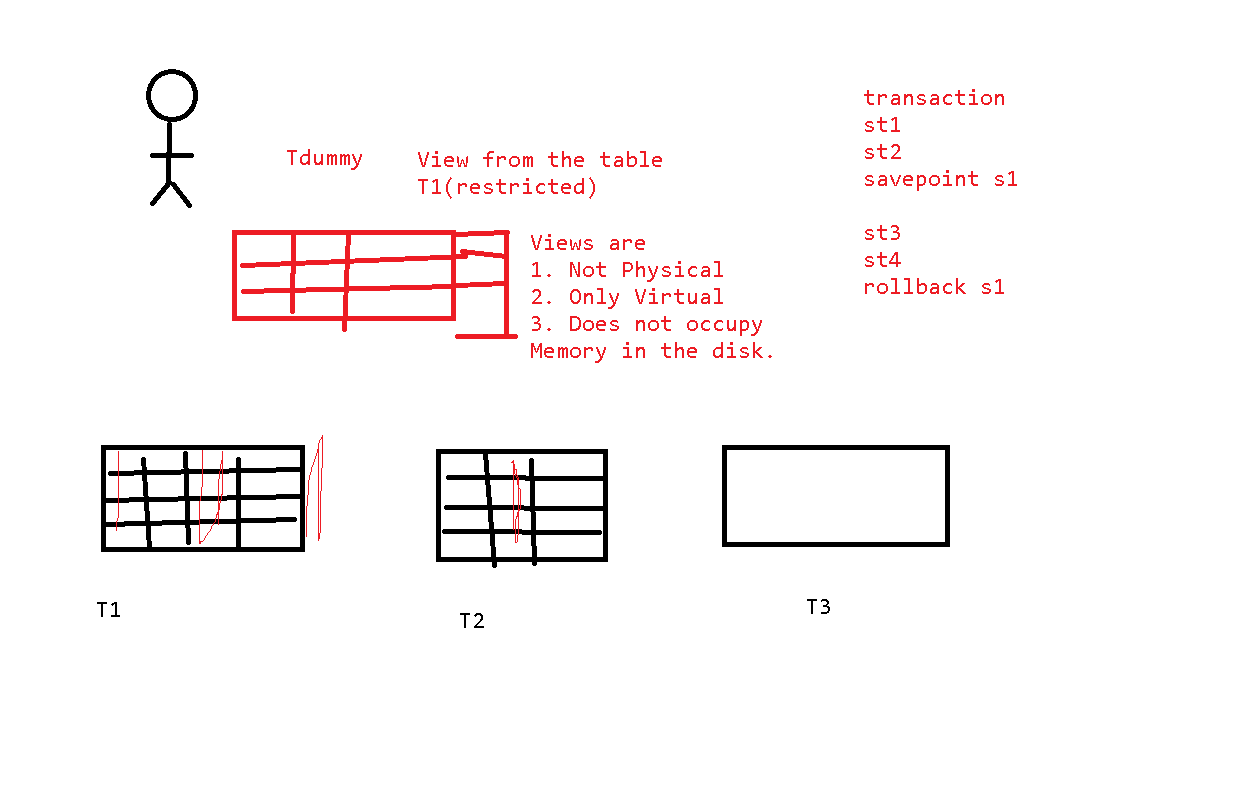 Tdummy
View from the table
T1(restricted)
Views are
1. Not Physical
2. Only Virtual
3. Does not occupy
Memory in the disk.
transaction
st1
st2
savepoint s1
st3
st4
rollback s1
T1
T2
T3